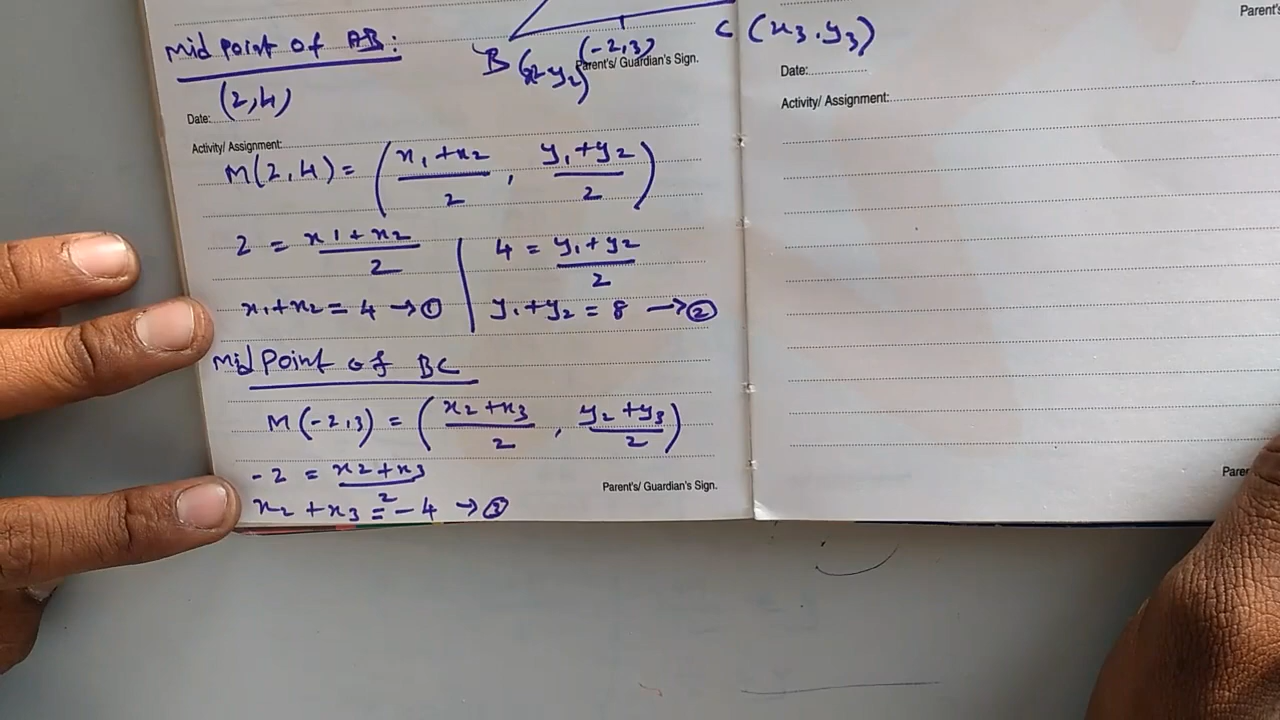 Mid point of AB:
(2,4)
B (x2 y2)
(-2,3)
C (x3, y3)
Parent's/ Guardian's Sign.
Date:
Activity/ Assignment:
M(2,4) = (x1+x2/2, y1+y2/2)
2 = x1+x2/2
4 = y1+y2/2
x1+x2 = 4 → ①
y1+y2 = 8 → ②
Mid Point of BC
M(-2,3) = (x2+x3/2, y2+y3/2)
-2 = x2+x3/2
x2+x3 = -4 → ③
Parent's/ Guardian's Sign.
Parent's
Date:
Activity/ Assignment: